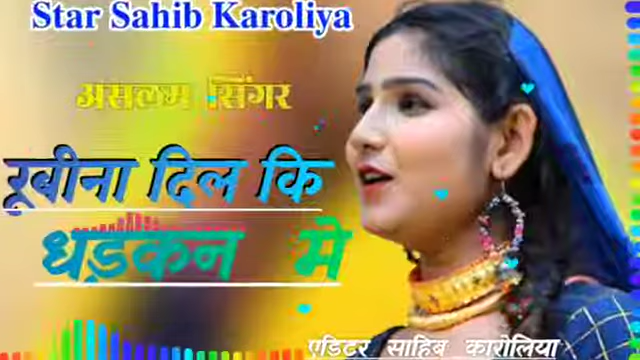 Star Sahib Karoliya
असलम सिंगर
रूबीना दिल कि
धड़कन मे
एडिटर साहिब कारोलिया